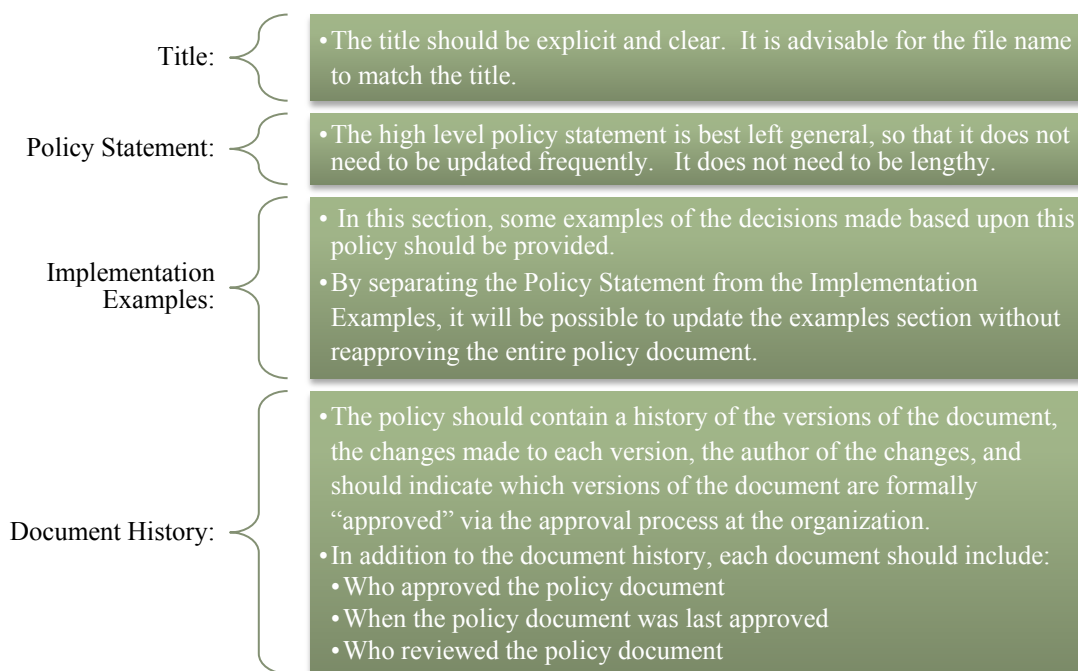 Title:
•The title should be explicit and clear.  It is advisable for the file name
to match the title.
Policy Statement:
•The high level policy statement is best left general, so that it does not
need to be updated frequently.   It does not need to be lengthy.
Implementation
Examples:
• In this section, some examples of the decisions made based upon this
policy should be provided.
•By separating the Policy Statement from the Implementation
Examples, it will be possible to update the examples section without
reapproving the entire policy document.
Document History:
•The policy should contain a history of the versions of the document,
the changes made to each version, the author of the changes, and
should indicate which versions of the document are formally
“approved” via the approval process at the organization.
•In addition to the document history, each document should include:
•Who approved the policy document
•When the policy document was last approved
•Who reviewed the policy document